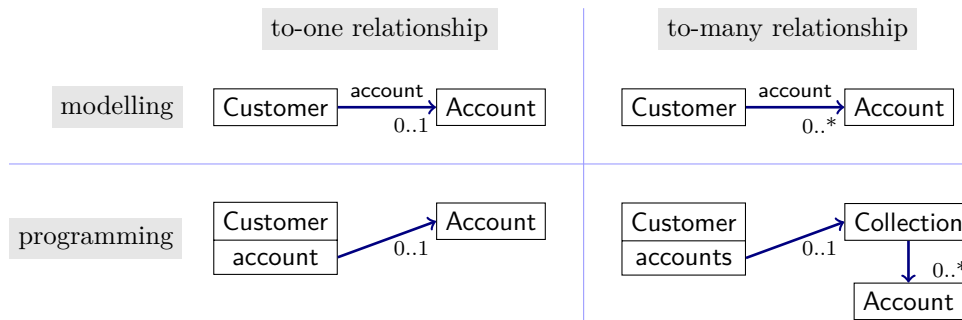 to-one relationship
to-many relationship
modelling
Customer
account
0..1
Account
Customer
account
0..*
Account
programming
Customer
account
0..1
Account
Customer
accounts
0..1
Collection
0..*
Account